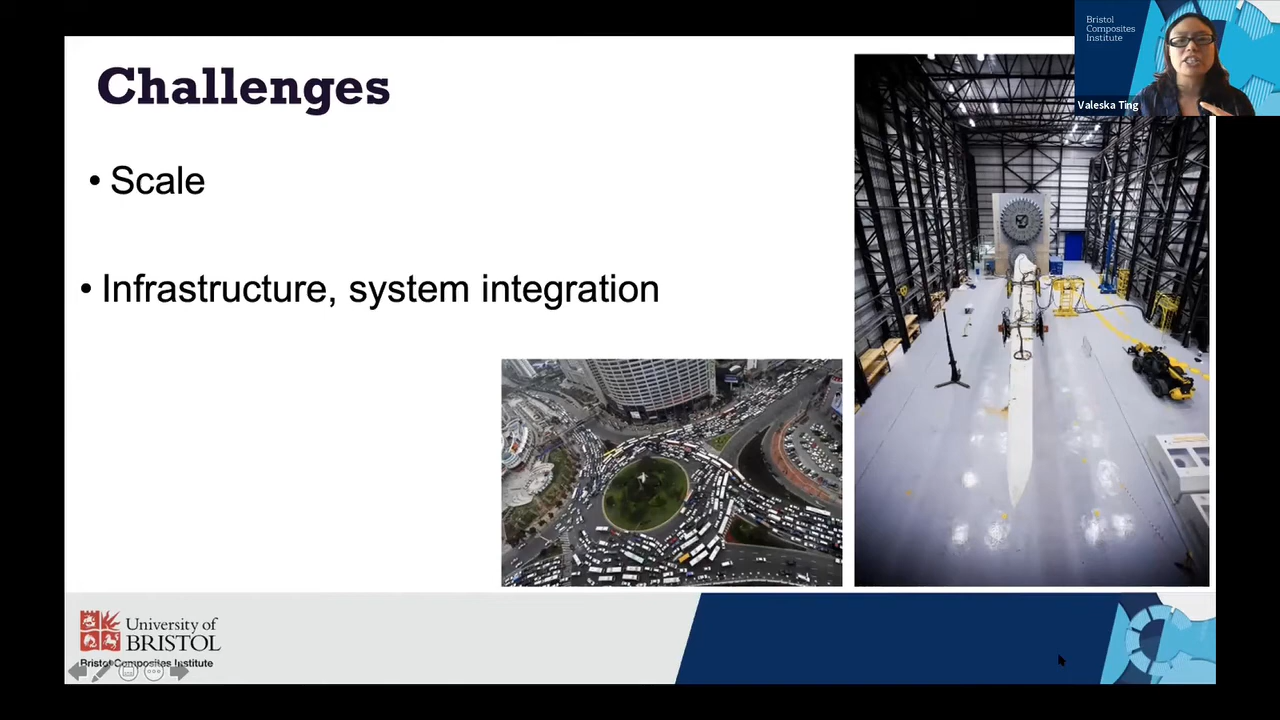 Challenges
• Scale
• Infrastructure, system integration
Bristol
Composites
Institute
Valeska Ting
University of
BRISTOL
Bristol Composites Institute